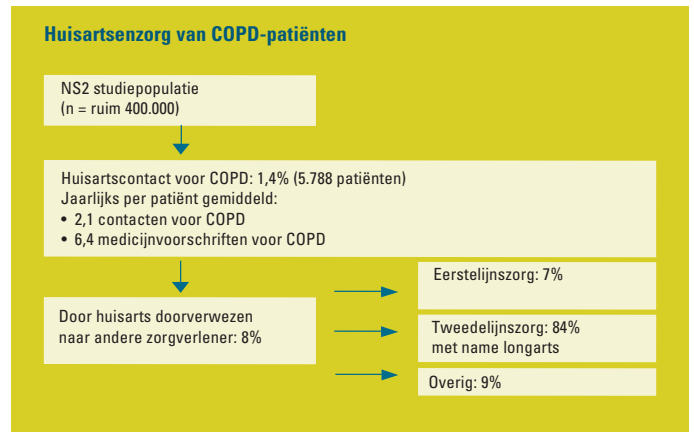 Huisartsenzorg van COPD-patiënten
NS2 studiepopulatie
(n = ruim 400.000)
Huisartscontact voor COPD: 1,4% (5.788 patiënten)
Jaarlijks per patiënt gemiddeld:
• 2,1 contacten voor COPD
• 6,4 medicijnvoorschriften voor COPD
Door huisarts doorverwezen
naar andere zorgverlener: 8%
Eerstelijnszorg: 7%
Tweedelijnszorg: 84%
met name longarts
Overig: 9%